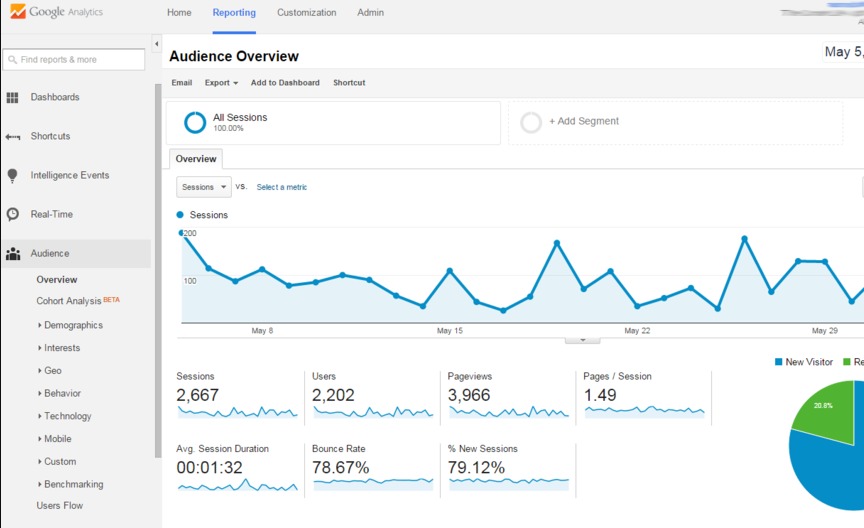 Google Analytics
Home Reporting Customization Admin
Find reports & more
Audience Overview
May 5,
Email Export Add to Dashboard Shortcut
All Sessions
100.00%
+ Add Segment
Overview
Sessions vs. Select a metric
Sessions
200
100
May 8 May 15 May 22 May 29
Dashboards
Shortcuts
Intelligence Events
Real-Time
Audience
Overview
Cohort Analysis BETA
Demographics
Interests
Geo
Behavior
Technology
Mobile
Custom
Benchmarking
Users Flow
New Visitor Re
Sessions
2,667
Users
2,202
Pageviews
3,966
Pages / Session
1.49
Avg. Session Duration
00:01:32
Bounce Rate
78.67%
% New Sessions
79.12%
20.8%